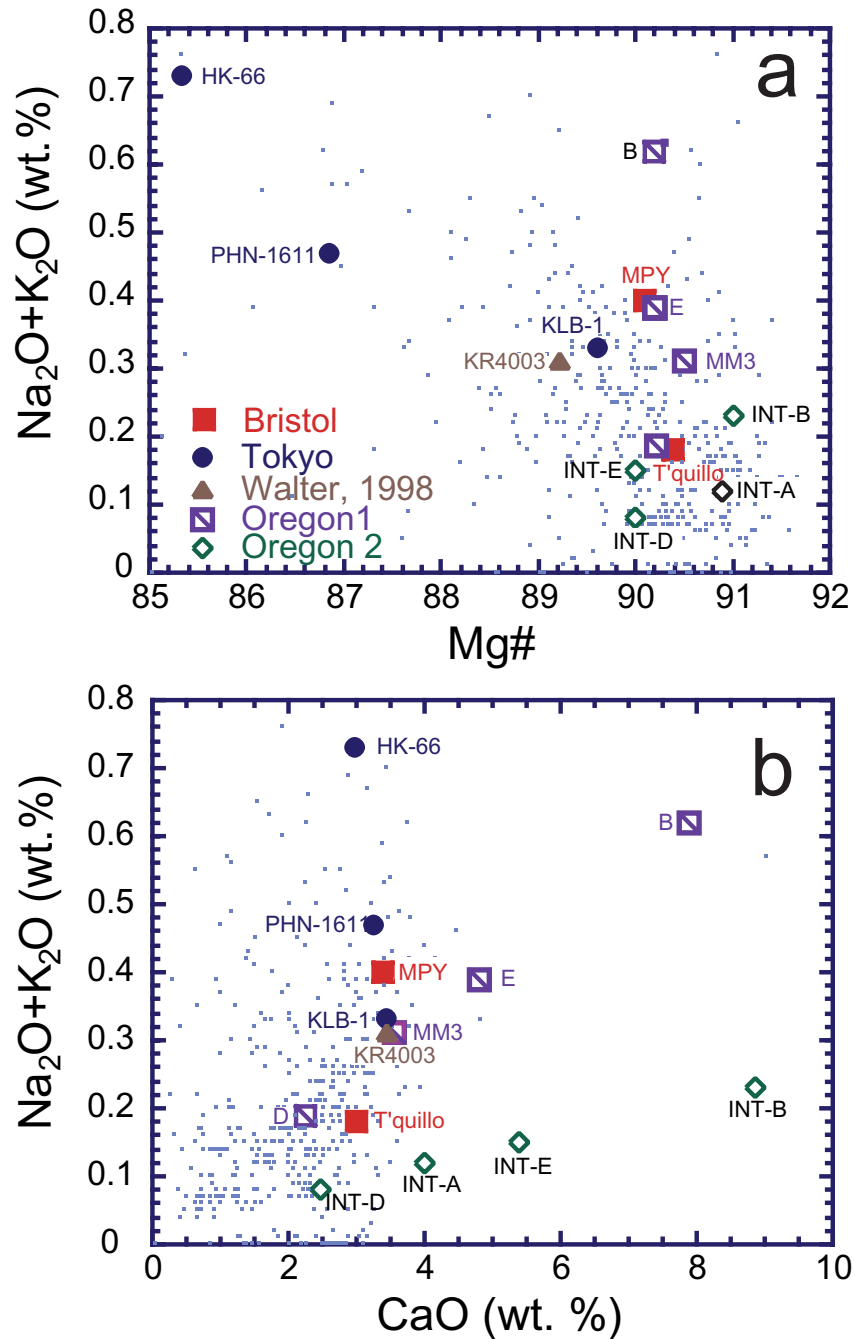 a
0.8
0.7
0.6
0.5
0.4
0.3
0.2
0.1
0
Na₂O+K₂O (wt.%)
HK-66
B
PHN-1611
MPY
E
KLB-1
KR4003
MM3
INT-B
INT-E
T'quillo
INT-A
INT-D
Bristol
Tokyo
Walter, 1998
Oregon1
Oregon 2
85 86 87 88 89 90 91 92
Mg#
b
0.8
0.7
0.6
0.5
0.4
0.3
0.2
0.1
0
Na₂O+K₂O (wt.%)
HK-66
B
PHN-1611
MPY
E
KLB-1
MM3
KR4003
D
T'quillo
INT-B
INT-E
INT-A
INT-D
0 2 4 6 8 10
CaO (wt. %)